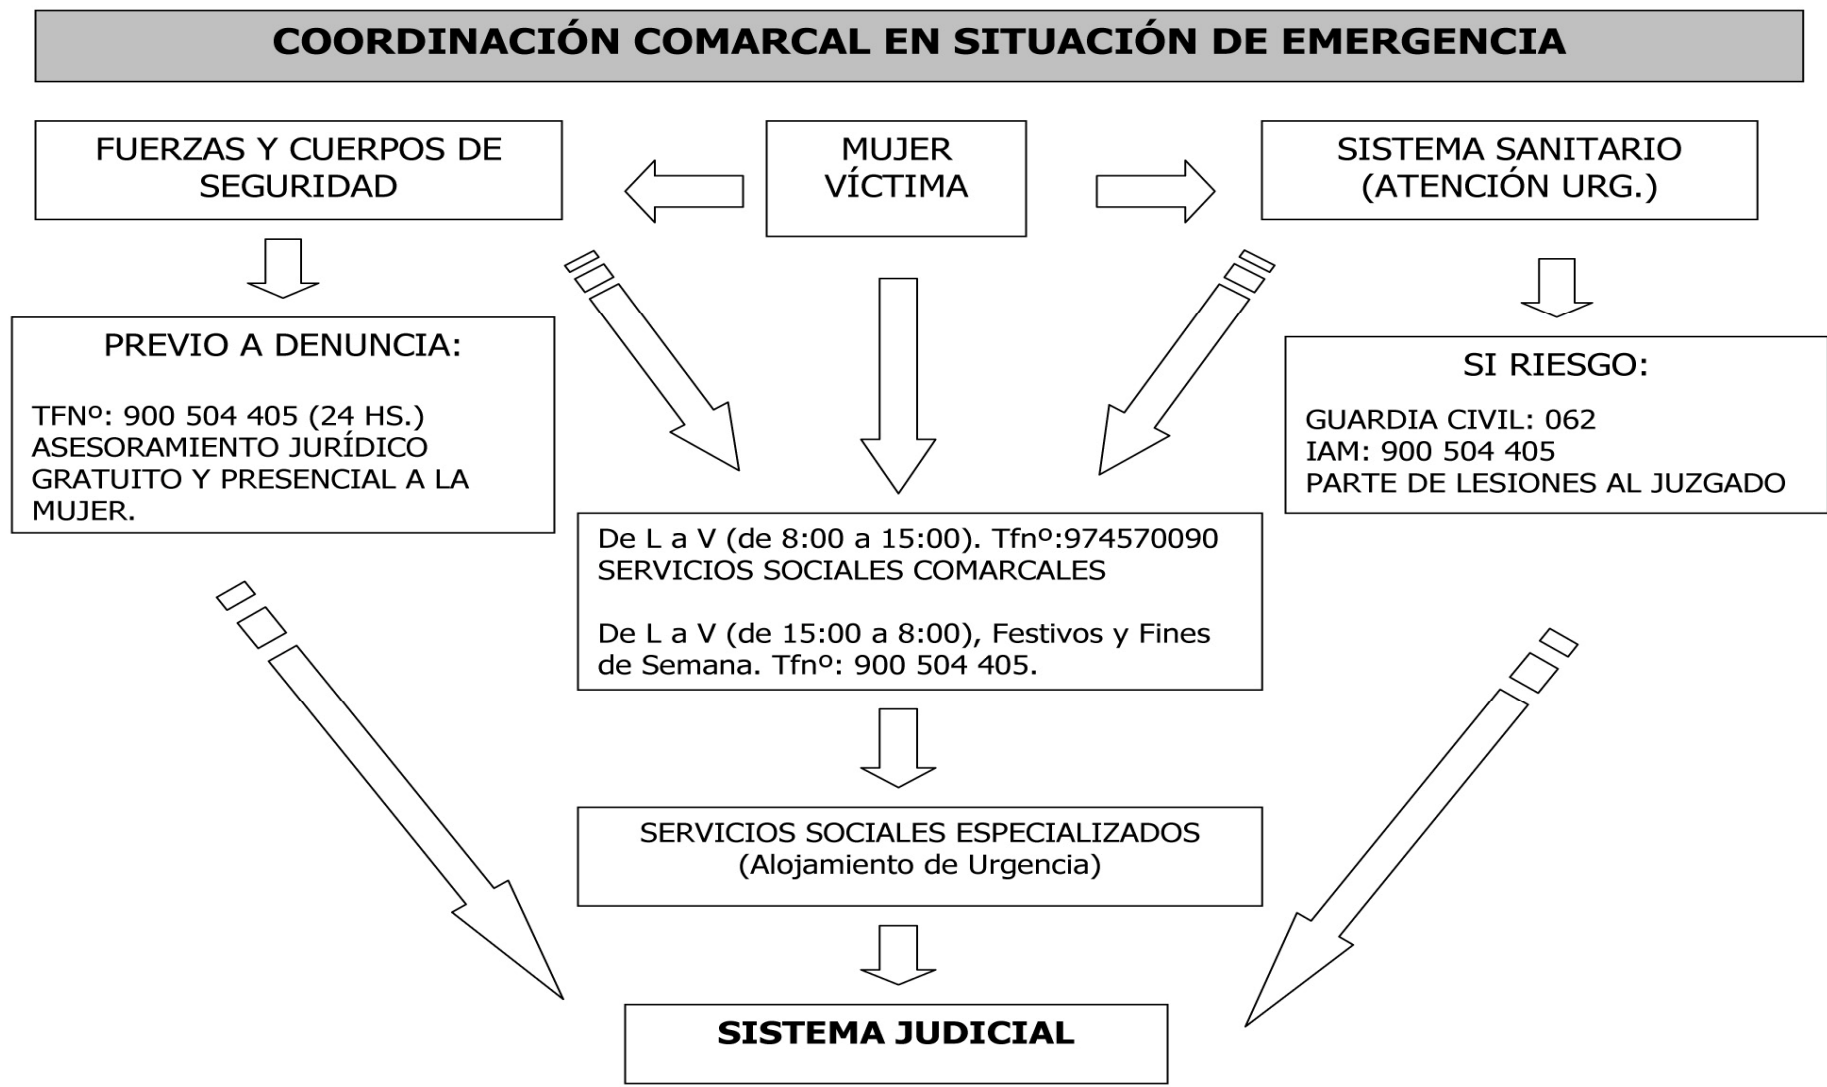 COORDINACIÓN COMARCAL EN SITUACIÓN DE EMERGENCIA
FUERZAS Y CUERPOS DE
SEGURIDAD
MUJER
VÍCTIMA
SISTEMA SANITARIO
(ATENCIÓN URG.)
PREVIO A DENUNCIA:
TFNº: 900 504 405 (24 HS.)
ASESORAMIENTO JURÍDICO
GRATUITO Y PRESENCIAL A LA
MUJER.
SI RIESGO:
GUARDIA CIVIL: 062
IAM: 900 504 405
PARTE DE LESIONES AL JUZGADO
De L a V (de 8:00 a 15:00). Tfnº:974570090
SERVICIOS SOCIALES COMARCALES
De L a V (de 15:00 a 8:00), Festivos y Fines
de Semana. Tfnº: 900 504 405.
SERVICIOS SOCIALES ESPECIALIZADOS
(Alojamiento de Urgencia)
SISTEMA JUDICIAL